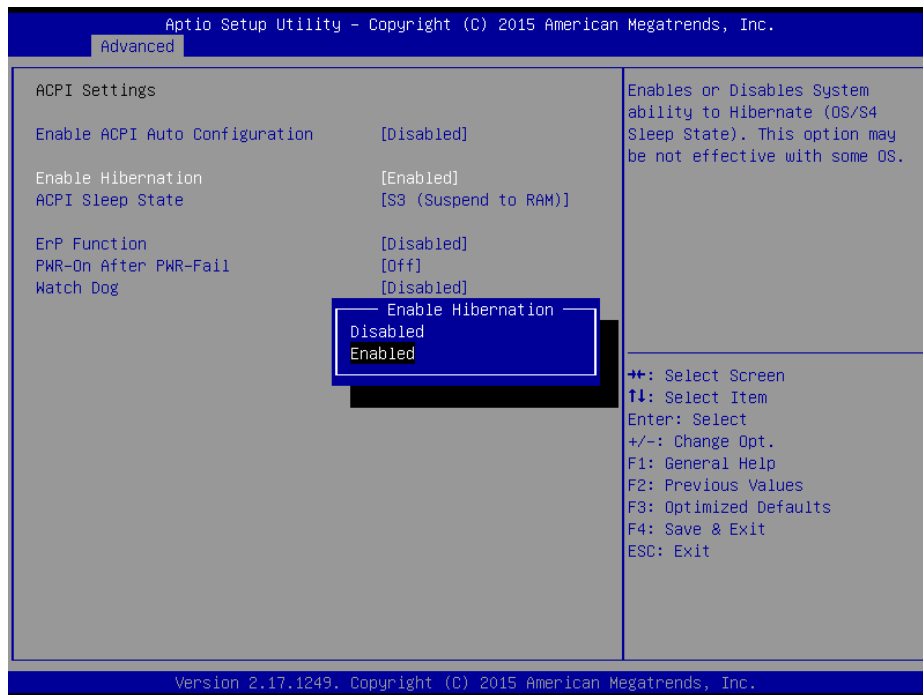 Aptio Setup Utility – Copyright (C) 2015 American Megatrends, Inc.
Advanced
ACPI Settings
Enable ACPI Auto Configuration [Disabled]
Enable Hibernation [Enabled]
ACPI Sleep State [S3 (Suspend to RAM)]
ErP Function [Disabled]
PWR-On After PWR-Fail [Off]
Watch Dog [Disabled]
Enable Hibernation
Disabled
Enabled
Enables or Disables System
ability to Hibernate (OS/S4
Sleep State). This option may
be not effective with some OS.
→←: Select Screen
↑↓: Select Item
Enter: Select
+/-: Change Opt.
F1: General Help
F2: Previous Values
F3: Optimized Defaults
F4: Save & Exit
ESC: Exit
Version 2.17.1249. Copyright (C) 2015 American Megatrends, Inc.